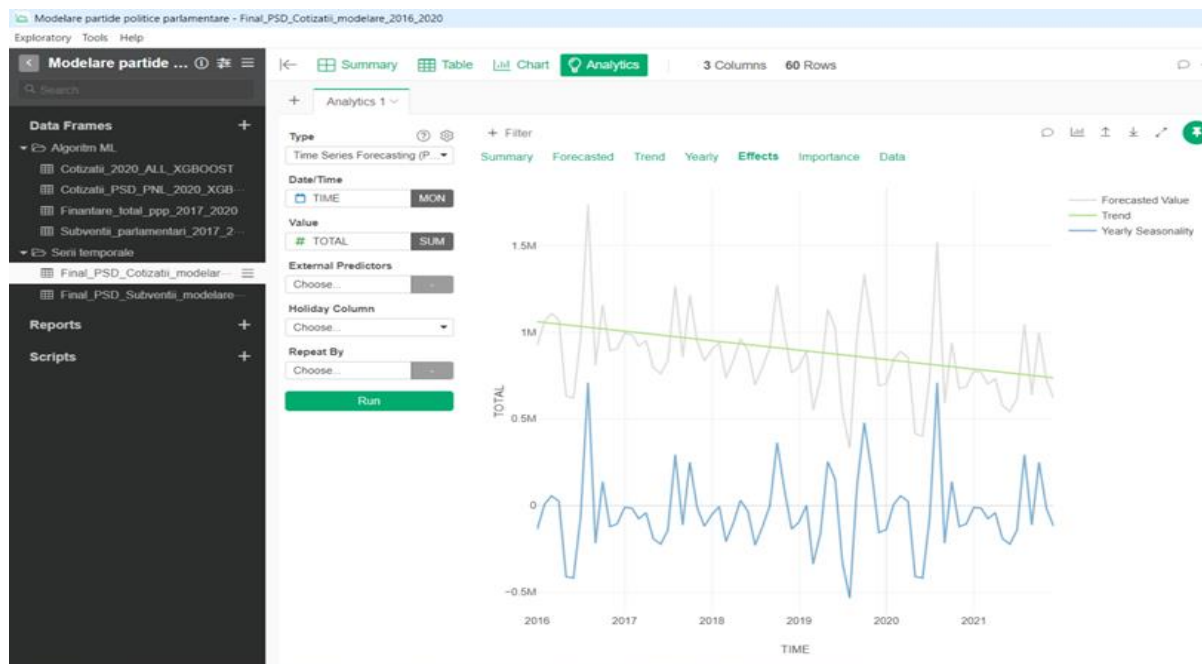 Modelare partide politice parlamentare - Final_PSD_Cotizatii_modelare_2016_2020
Exploratory Tools Help
Modelare partide ...
Search
Data Frames +
Algoritm ML
Cotizatii_2020_ALL_XGBOOST
Cotizatii_PSD_PNL_2020_XGB...
Finantare_total_ppp_2017_2020
Subventii_parlamentari_2017_2...
Serii temporale
Final_PSD_Cotizatii_modelar...
Final_PSD_Subventii_modelare...
Reports +
Scripts +
Summary Table Chart Analytics 3 Columns 60 Rows
+ Analytics 1
Type
Time Series Forecasting (P...
Date/Time
TIME MON
Value
# TOTAL SUM
External Predictors
Choose... -
Holiday Column
Choose...
Repeat By
Choose... -
Run
+ Filter
Summary Forecasted Trend Yearly Effects Importance Data
Forecasted Value
Trend
Yearly Seasonality
1.5M
1M
0.5M
0
−0.5M
TOTAL
2016 2017 2018 2019 2020 2021
TIME